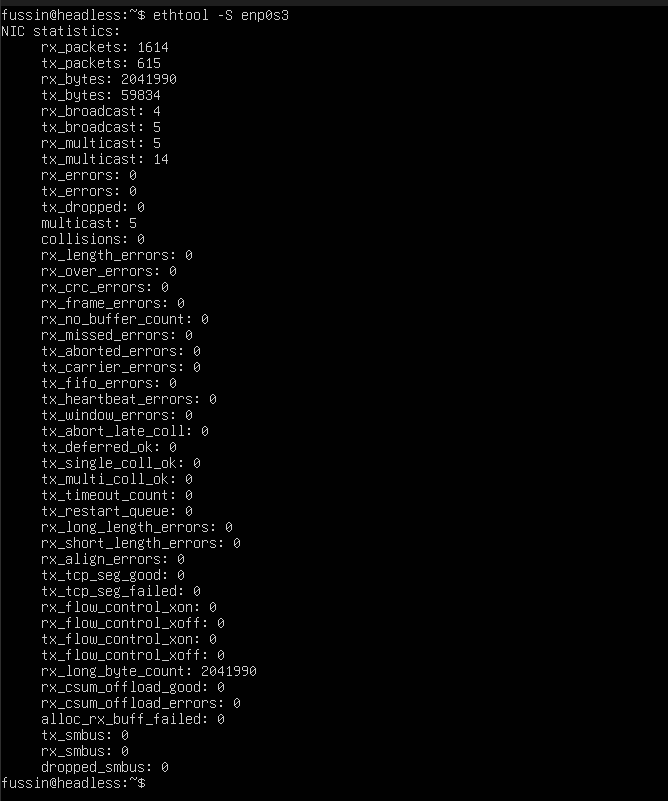 fussin@headless:~$ ethtool -S enp0s3
NIC statistics:
     rx_packets: 1614
     tx_packets: 615
     rx_bytes: 2041990
     tx_bytes: 59834
     rx_broadcast: 4
     tx_broadcast: 5
     rx_multicast: 5
     tx_multicast: 14
     rx_errors: 0
     tx_errors: 0
     tx_dropped: 0
     multicast: 5
     collisions: 0
     rx_length_errors: 0
     rx_over_errors: 0
     rx_crc_errors: 0
     rx_frame_errors: 0
     rx_no_buffer_count: 0
     rx_missed_errors: 0
     tx_aborted_errors: 0
     tx_carrier_errors: 0
     tx_fifo_errors: 0
     tx_heartbeat_errors: 0
     tx_window_errors: 0
     tx_abort_late_coll: 0
     tx_deferred_ok: 0
     tx_single_coll_ok: 0
     tx_multi_coll_ok: 0
     tx_timeout_count: 0
     tx_restart_queue: 0
     rx_long_length_errors: 0
     rx_short_length_errors: 0
     rx_align_errors: 0
     tx_tcp_seg_good: 0
     tx_tcp_seg_failed: 0
     rx_flow_control_xon: 0
     rx_flow_control_xoff: 0
     tx_flow_control_xon: 0
     tx_flow_control_xoff: 0
     rx_long_byte_count: 2041990
     rx_csum_offload_good: 0
     rx_csum_offload_errors: 0
     alloc_rx_buff_failed: 0
     tx_smbus: 0
     rx_smbus: 0
     dropped_smbus: 0
fussin@headless:~$